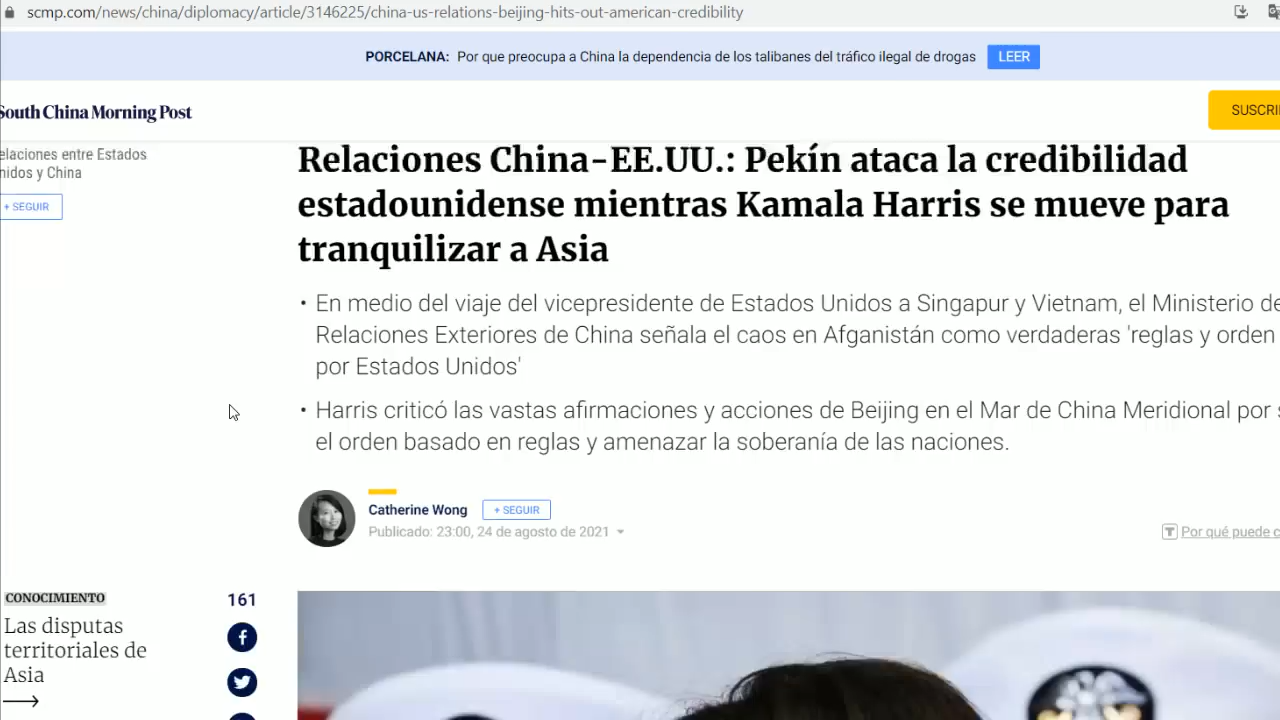 scmp.com/news/china/diplomacy/article/3146225/china-us-relations-beijing-hits-out-american-credibility
PORCELANA: Por que preocupa a China la dependencia de los talibanes del tráfico ilegal de drogas LEER
South China Morning Post
SUSCRI
elaciones entre Estados
nidos y China
+ SEGUIR
Relaciones China-EE.UU.: Pekín ataca la credibilidad
estadounidense mientras Kamala Harris se mueve para
tranquilizar a Asia
• En medio del viaje del vicepresidente de Estados Unidos a Singapur y Vietnam, el Ministerio de
Relaciones Exteriores de China señala el caos en Afganistán como verdaderas 'reglas y orden
por Estados Unidos'
• Harris criticó las vastas afirmaciones y acciones de Beijing en el Mar de China Meridional por s
el orden basado en reglas y amenazar la soberanía de las naciones.
Catherine Wong + SEGUIR
Publicado: 23:00, 24 de agosto de 2021
Por qué puede c
CONOCIMIENTO
Las disputas
territoriales de
Asia
161